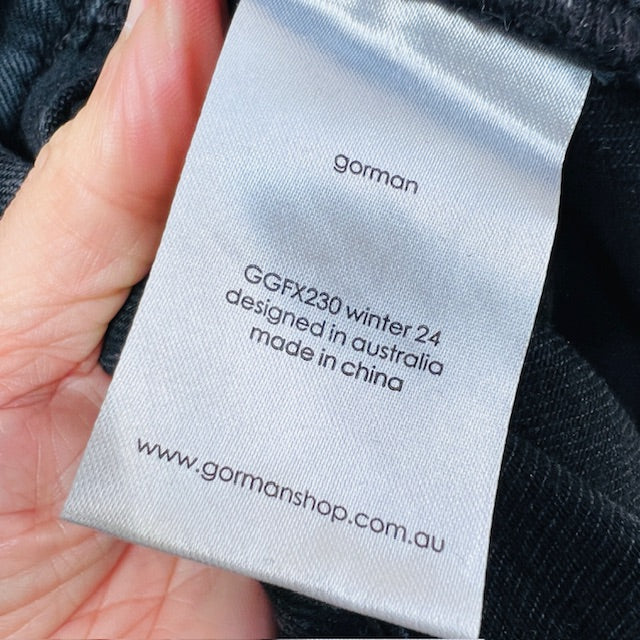 gorman
GGFX230 winter 24
designed in australia
made in china
www.gormanshop.com.au